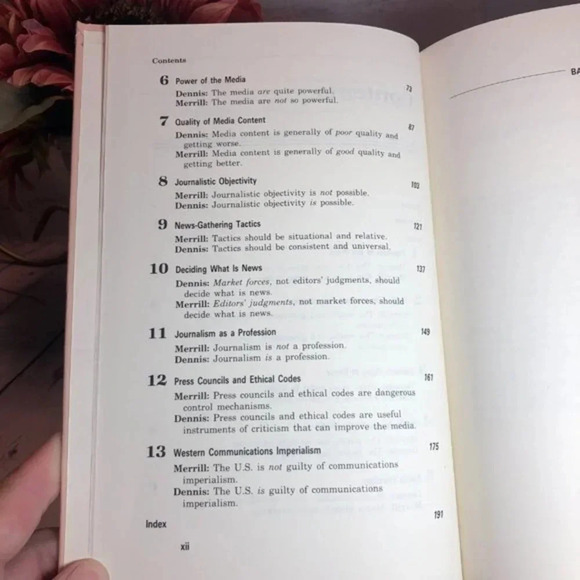 Contents
6 Power of the Media 73
Dennis: The media are quite powerful.
Merrill: The media are not so powerful.
7 Quality of Media Content 87
Dennis: Media content is generally of poor quality and
getting worse.
Merrill: Media content is generally of good quality and
getting better.
8 Journalistic Objectivity 103
Merrill: Journalistic objectivity is not possible.
Dennis: Journalistic objectivity is possible.
9 News-Gathering Tactics 121
Merrill: Tactics should be situational and relative.
Dennis: Tactics should be consistent and universal.
10 Deciding What Is News 137
Dennis: Market forces, not editors' judgments, should
decide what is news.
Merrill: Editors' judgments, not market forces, should
decide what is news.
11 Journalism as a Profession 149
Merrill: Journalism is not a profession.
Dennis: Journalism is a profession.
12 Press Councils and Ethical Codes 161
Merrill: Press councils and ethical codes are dangerous
control mechanisms.
Dennis: Press councils and ethical codes are useful
instruments of criticism that can improve the media.
13 Western Communications Imperialism 175
Merrill: The U.S. is not guilty of communications
imperialism.
Dennis: The U.S. is guilty of communications
imperialism.
Index 191
xii
BA